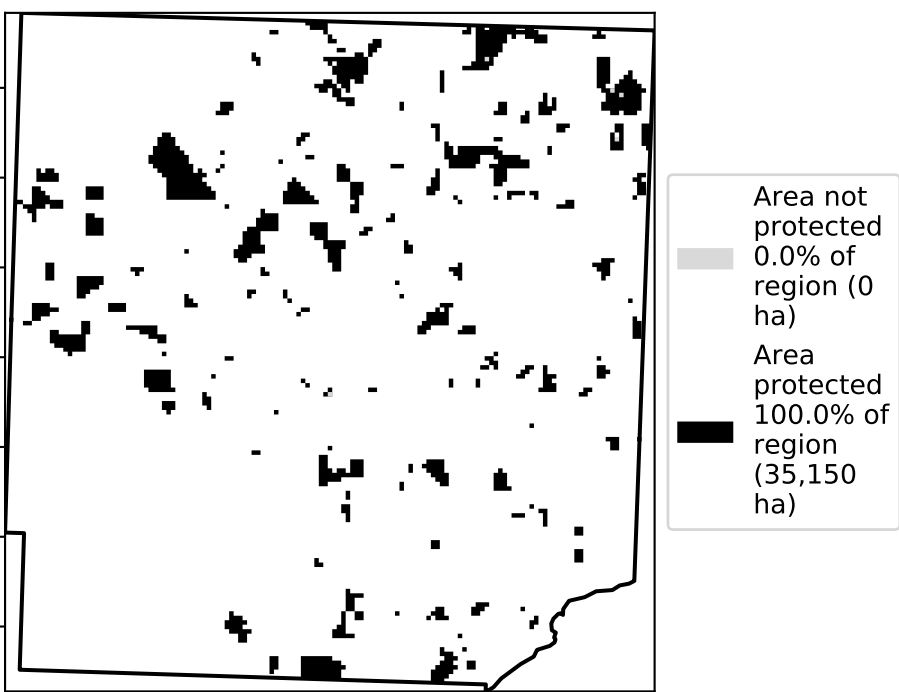 Area not
protected
0.0% of
region (0
ha)
Area
protected
100.0% of
region
(35,150
ha)